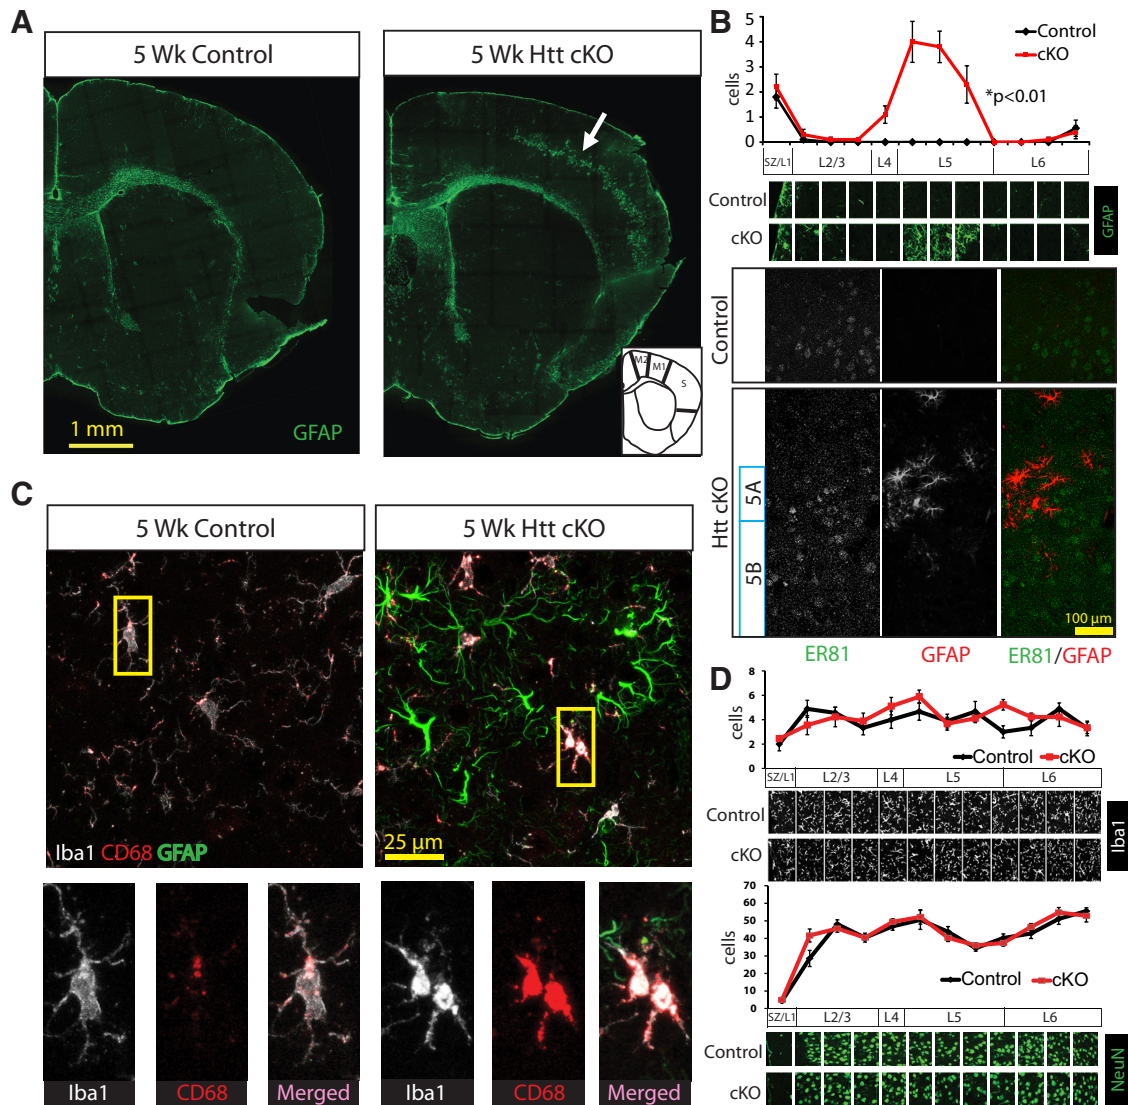 A
5 Wk Control
5 Wk Htt cKO
1 mm
GFAP
M2
M1
S
B
5
4
3
2
1
0
cells
Control
cKO
*p<0.01
SZ/L1
L2/3
L4
L5
L6
Control
cKO
GFAP
Control
Htt cKO
5A
5B
100 µm
ER81
GFAP
ER81/GFAP
C
5 Wk Control
5 Wk Htt cKO
Iba1 CD68 GFAP
25 µm
Iba1
CD68
Merged
Iba1
CD68
Merged
D
8
6
4
2
0
cells
Control
cKO
SZ/L1
L2/3
L4
L5
L6
Control
cKO
Iba1
70
60
50
40
30
20
10
0
cells
Control
cKO
SZ/L1
L2/3
L4
L5
L6
Control
cKO
NeuN